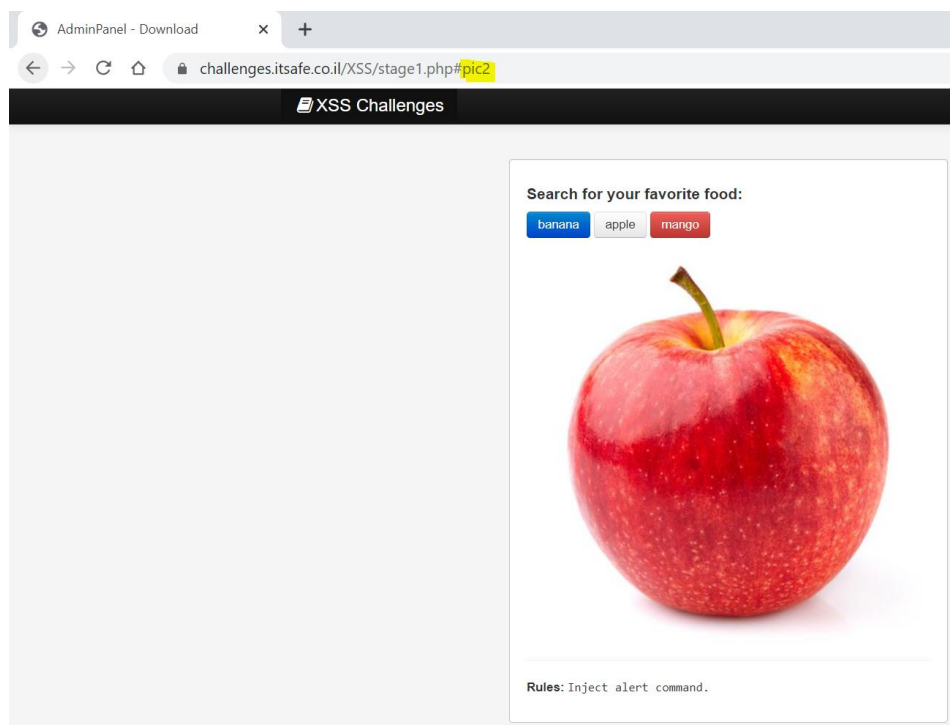 AdminPanel - Download
challenges.itsafe.co.il/XSS/stage1.php#pic2
XSS Challenges
Search for your favorite food:
banana apple mango
Rules: Inject alert command.